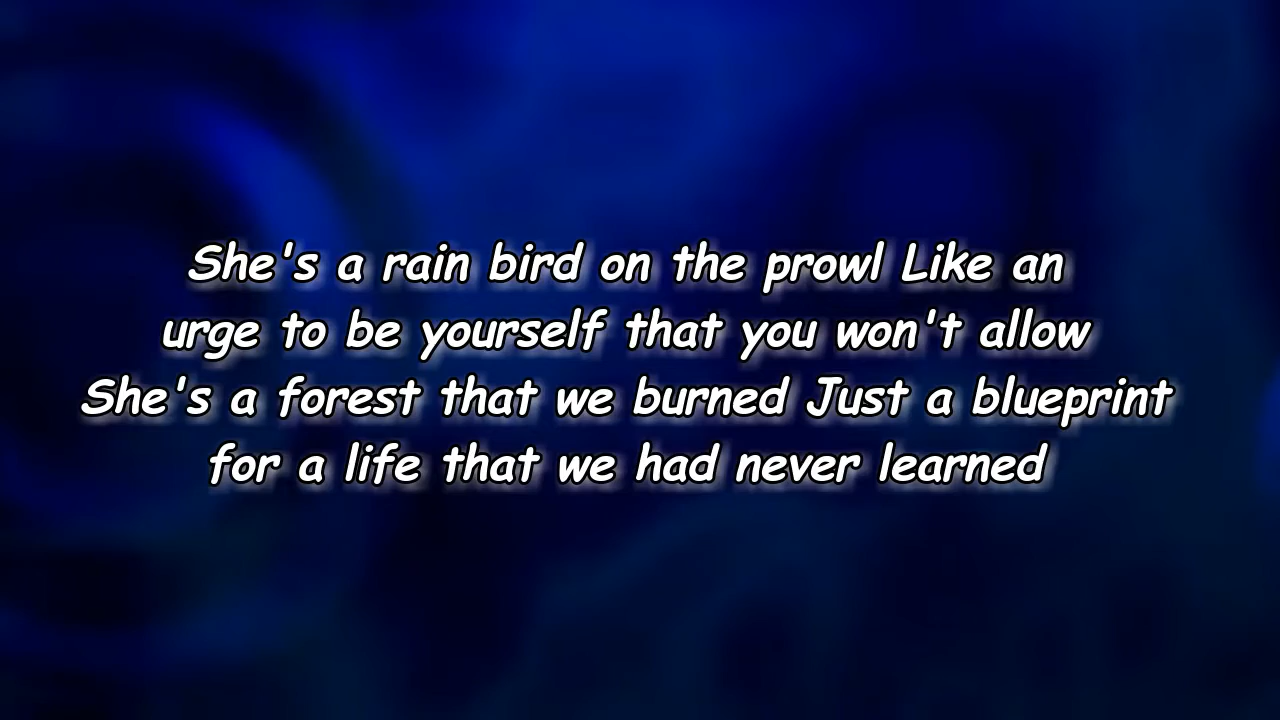 She's a rain bird on the prowl Like an
urge to be yourself that you won't allow
She's a forest that we burned Just a blueprint
for a life that we had never learned